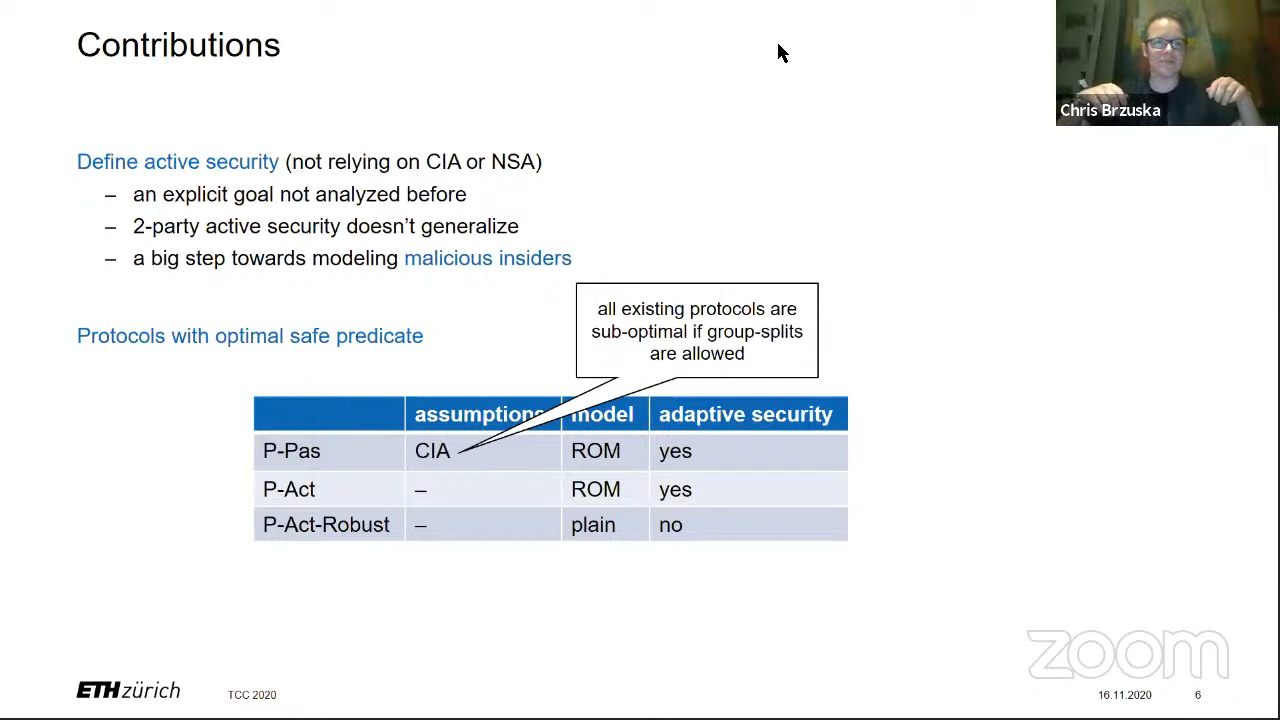 Contributions
Chris Brzuska
Define active security (not relying on CIA or NSA)
– an explicit goal not analyzed before
– 2-party active security doesn't generalize
– a big step towards modeling malicious insiders
all existing protocols are
sub-optimal if group-splits
are allowed
Protocols with optimal safe predicate
assumptions model adaptive security
P-Pas CIA ROM yes
P-Act – ROM yes
P-Act-Robust – plain no
zoom
ETH zürich TCC 2020 16.11.2020 6